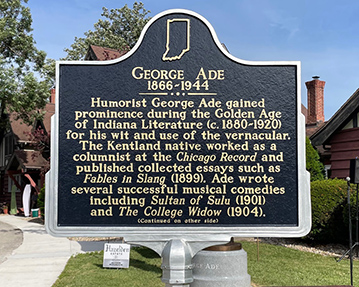 GEORGE ADE
1866-1944
Humorist George Ade gained
prominence during the Golden Age
of Indiana Literature (c. 1880-1920)
for his wit and use of the vernacular.
The Kentland native worked as a
columnist at the Chicago Record and
published collected essays such as
Fables in Slang (1899). Ade wrote
several successful musical comedies
including Sultan of Sulu (1901)
and The College Widow (1904).
(Continued on other side)
Hazelden
GEORGE ADE